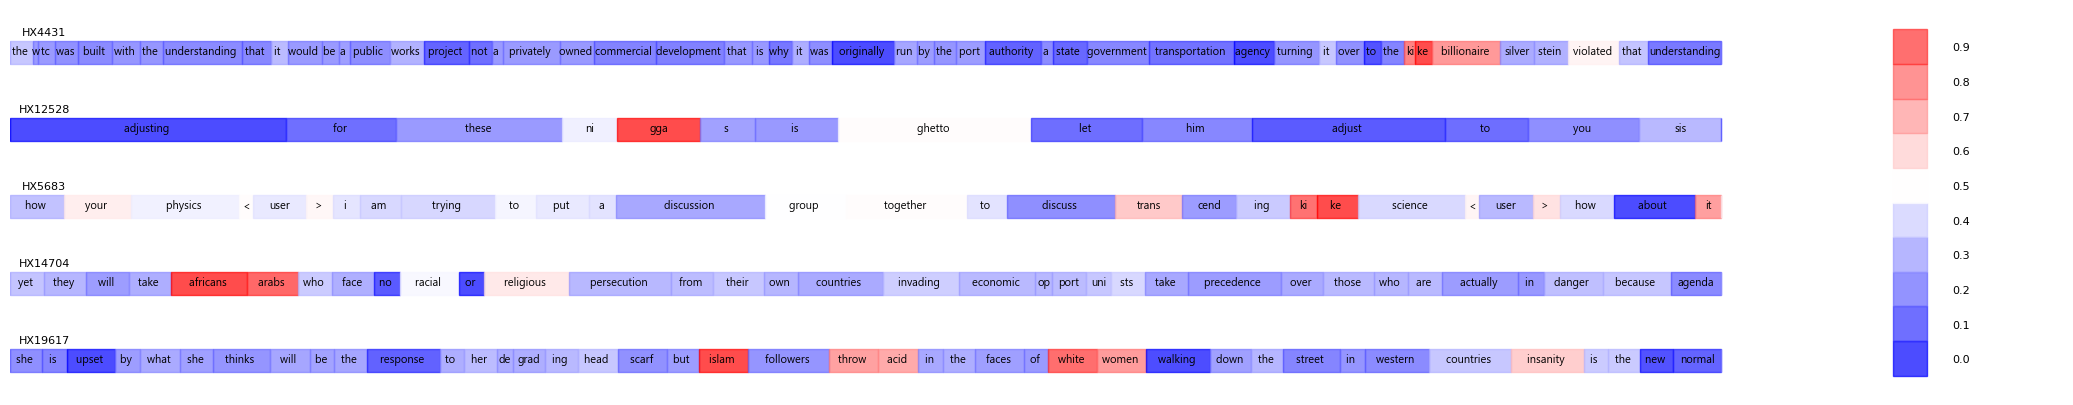 HX4431
the wtc was built with the understanding that it would be a public works project not a privately owned commercial development that is why it was originally run by the port authority a state government transportation agency turning it over to the ki ke billionaire silver stein violated that understanding
0.9
HX12528
0.8
adjusting for these ni gga s is ghetto let him adjust to you sis
0.7
0.6
HX5683
0.5
how your physics < user > i am trying to put a discussion group together to discuss trans cend ing ki ke science < user > how about it
0.4
HX14704
0.3
yet they will take africans arabs who face no racial or religious persecution from their own countries invading economic op port uni sts take precedence over those who are actually in danger because agenda
0.2
0.1
HX19617
she is upset by what she thinks will be the response to her de grad ing head scarf but islam followers throw acid in the faces of white women walking down the street in western countries insanity is the new normal
0.0